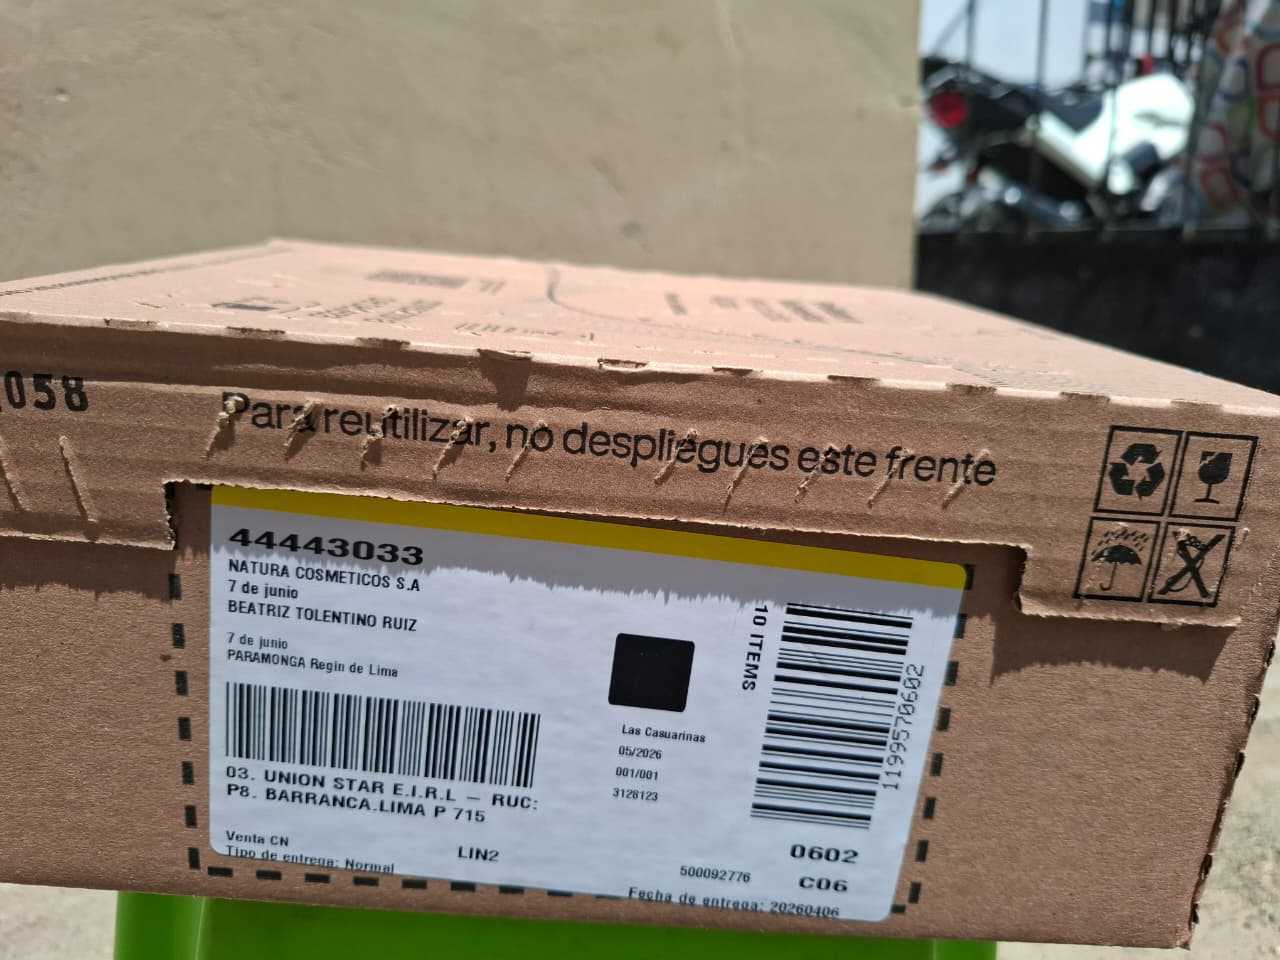 058
Para reutilizar, no despliegues este frente
44443033
NATURA COSMETICOS S.A
7 de junio
BEATRIZ TOLENTINO RUIZ
7 de junio
PARAMONGA Regin de Lima
03. UNION STAR E.I.R.L – RUC:
P8. BARRANCA.LIMA P 715
Venta CN
Tipo de entrega: Normal
LIN2
Las Casuarinas
05/2026
001/001
3128123
10 ITEMS
1199570602
0602
C06
500092776
Fecha de entrega: 20260406